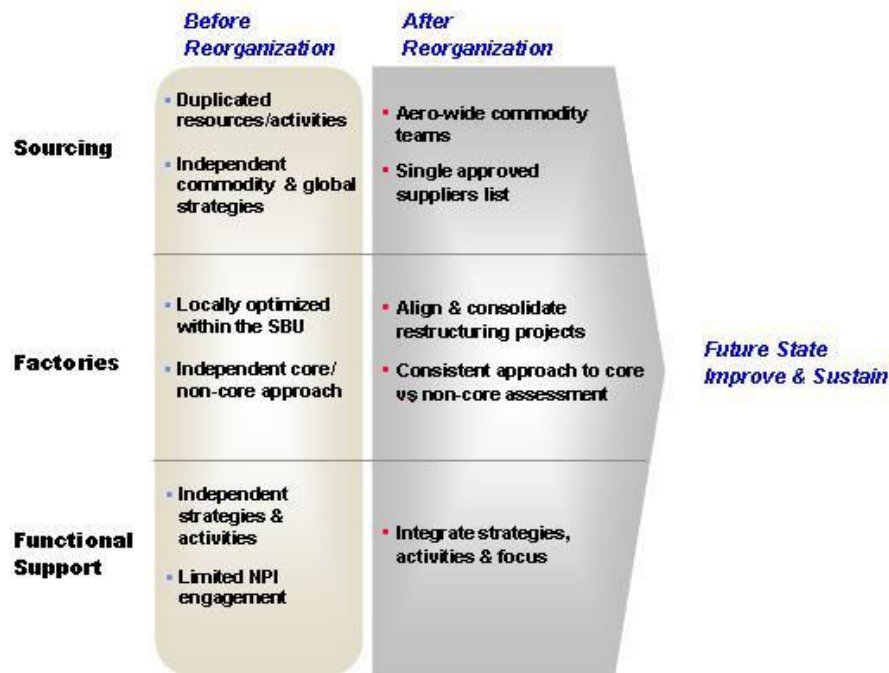 Before
Reorganization
After
Reorganization
Sourcing
▪ Duplicated
resources/activities
▪ Independent
commodity & global
strategies
▪ Aero-wide commodity
teams
▪ Single approved
suppliers list
Factories
▪ Locally optimized
within the SBU
▪ Independent core/
non-core approach
▪ Align & consolidate
restructuring projects
▪ Consistent approach to core
vs non-core assessment
Functional
Support
▪ Independent
strategies &
activities
▪ Limited NPI
engagement
▪ Integrate strategies,
activities & focus
Future State
Improve & Sustain